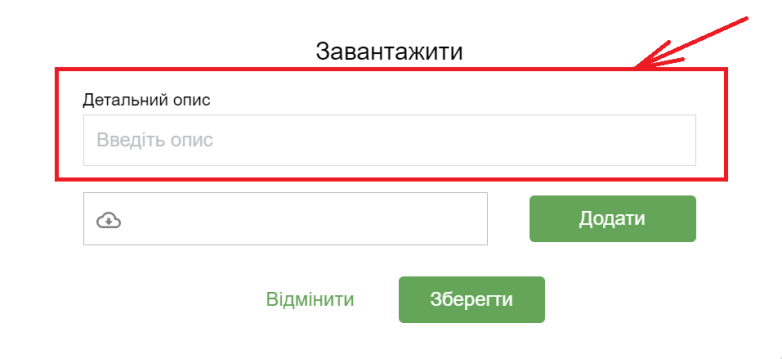 Завантажити
Детальний опис
Введіть опис
Додати
Відмінити
Зберегти